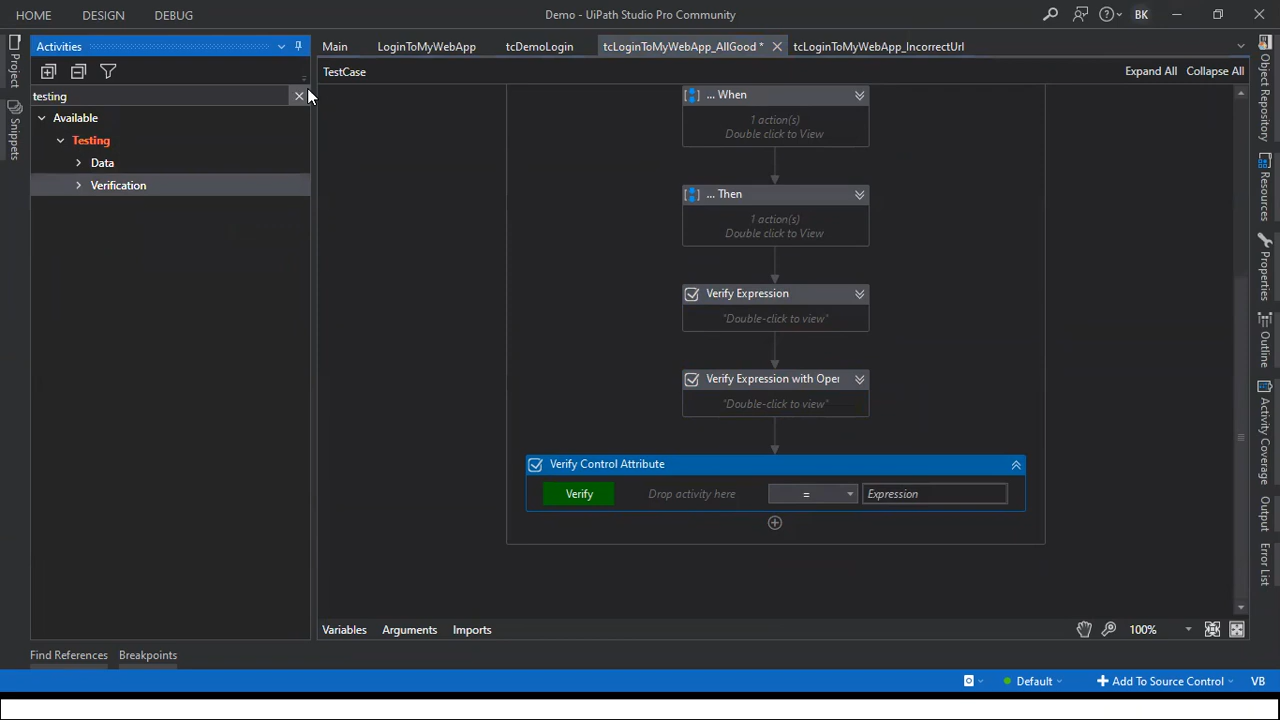 HOME DESIGN DEBUG
Demo - UiPath Studio Pro Community
BK
Activities
Main LoginToMyWebApp tcDemoLogin tcLoginToMyWebApp_AllGood * tcLoginToMyWebApp_IncorrectUrl
TestCase
Expand All Collapse All
testing
Available
Testing
Data
Verification
Project
Snippets
... When
1 action(s)
Double click to View
... Then
1 action(s)
Double click to View
Verify Expression
"Double-click to view"
Verify Expression with Oper
"Double-click to view"
Verify Control Attribute
Verify Drop activity here = Expression
Object Repository
Resources
Properties
Outline
Activity Coverage
Output
Error List
Variables Arguments Imports
100%
Find References Breakpoints
Default Add To Source Control VB